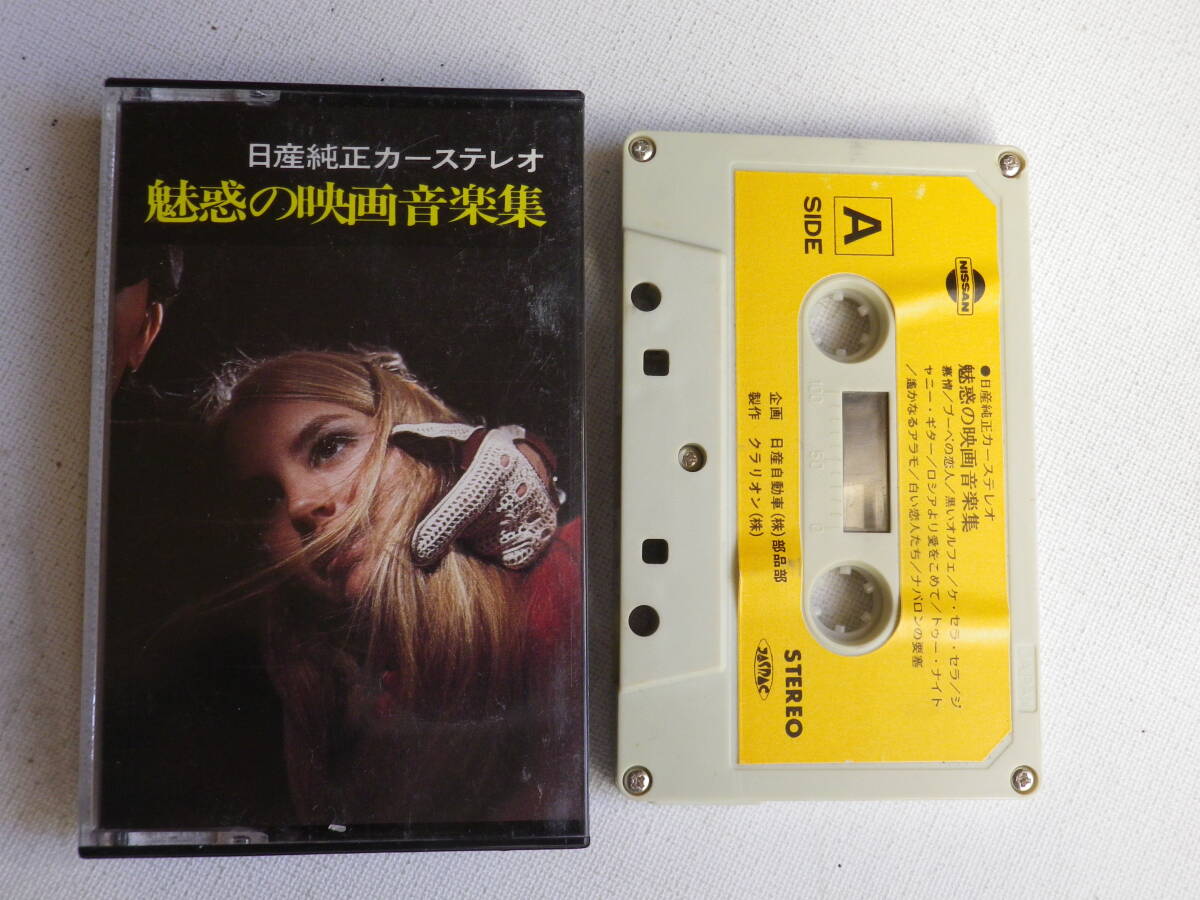 日産純正カーステレオ
魅惑の映画音楽集
A
SIDE
NISSAN
●日産純正カーステレオ
魅惑の映画音楽集
慕情/ブーベの恋人/黒いオルフェ/ケ・セラ・セラ/ジ
ャニー・ギター/ロシアより愛をこめて/トゥー・ナイト
/遙かなるアラモ/白い恋人たち/ナバロンの要塞
100 50 0
企画 日産自動車(株)部品部
製作 クラリオン(株)
STEREO
JASRAC